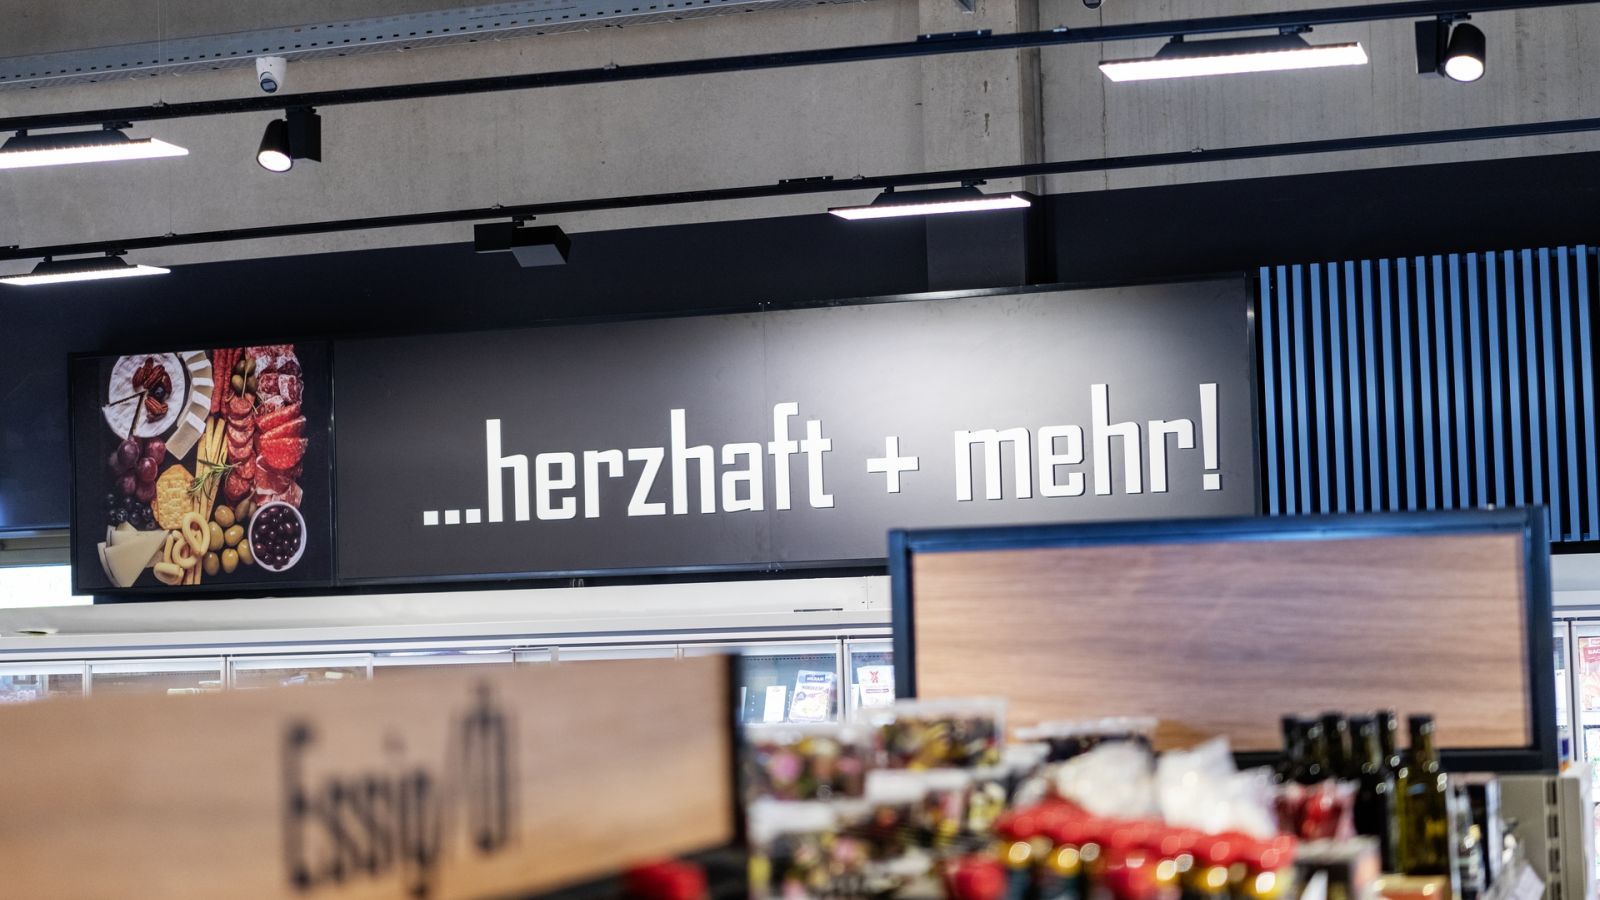 ...herzhaft + mehr!
Essig/Öl